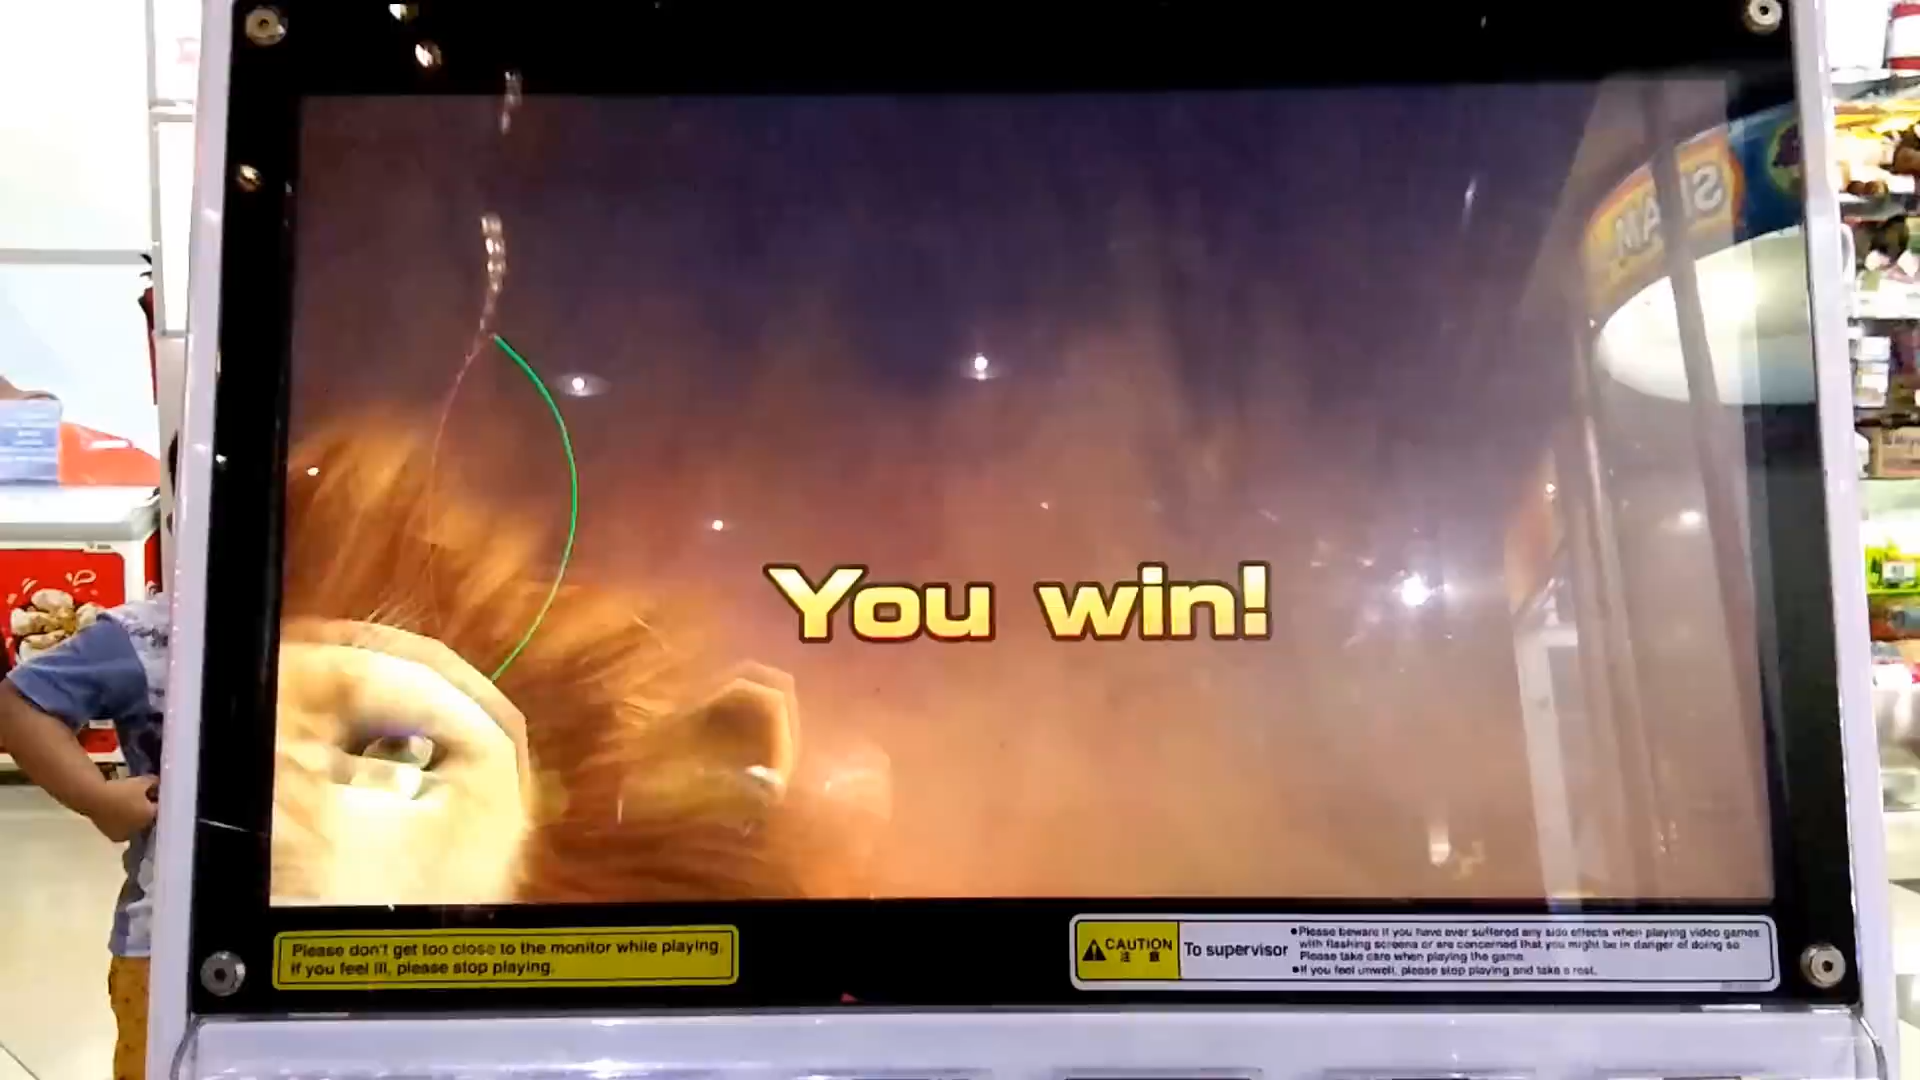 You win!
Please don't get too close to the monitor while playing.
If you feel ill, please stop playing.
CAUTION
注 意
To supervisor
•Please beware if you have ever suffered any side effects when playing video games
with flashing screens or are concerned that you might be in danger of doing so.
Please take care when playing the game.
•If you feel unwell, please stop playing and take a rest.